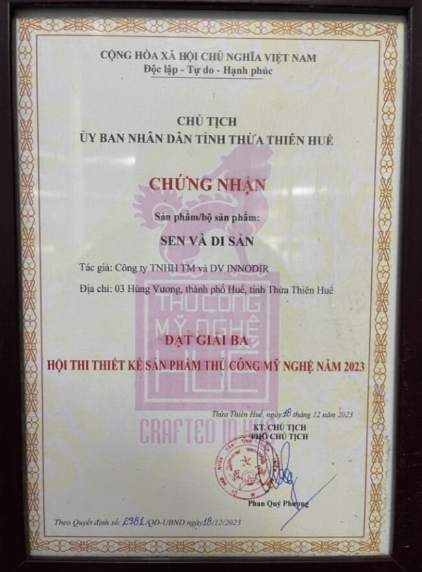 CỘNG HÒA XÃ HỘI CHỦ NGHĨA VIỆT NAM
Độc lập - Tự do - Hạnh phúc
CHỦ TỊCH
ỦY BAN NHÂN DÂN TỈNH THỪA THIÊN HUẾ
CHỨNG NHẬN
Sản phẩm/bộ sản phẩm:
SEN VÀ DI SẢN
Tác giả: Công ty TNHH TM và DV INNODIR
Địa chỉ: 03 Hùng Vương, thành phố Huế, tỉnh Thừa Thiên Huế
THỦ CÔNG
MỸ NGHỆ
HUẾ
ĐẠT GIẢI BA
HỘI THI THIẾT KẾ SẢN PHẨM THỦ CÔNG MỸ NGHỆ NĂM 2023
CRAFTED IN
Thừa Thiên Huế, ngày 18 tháng 12 năm 2023
KT. CHỦ TỊCH
PHÓ CHỦ TỊCH
Phan Quý Phương
Theo Quyết định số: 2981/QĐ-UBND ngày 18/12/2023